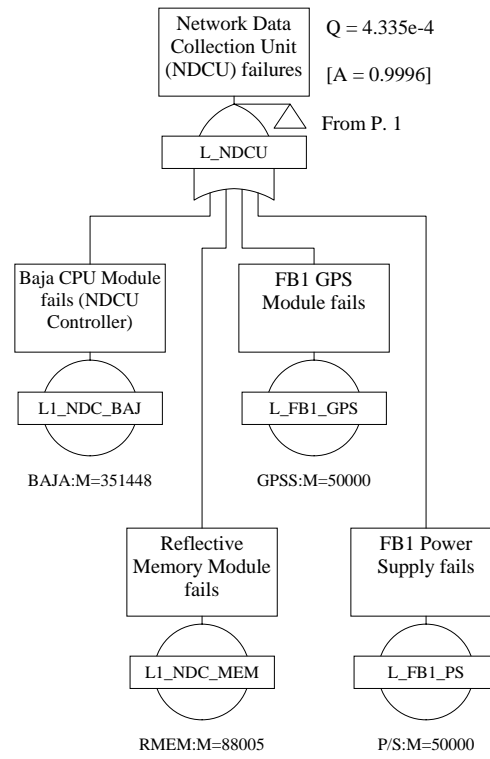 Network Data
Collection Unit
(NDCU) failures
Q = 4.335e-4
[A = 0.9996]
From P. 1
L_NDCU
Baja CPU Module
fails (NDCU
Controller)
FB1 GPS
Module fails
L1_NDC_BAJ
L_FB1_GPS
BAJA:M=351448
GPSS:M=50000
Reflective
Memory Module
fails
FB1 Power
Supply fails
L1_NDC_MEM
L_FB1_PS
RMEM:M=88005
P/S:M=50000